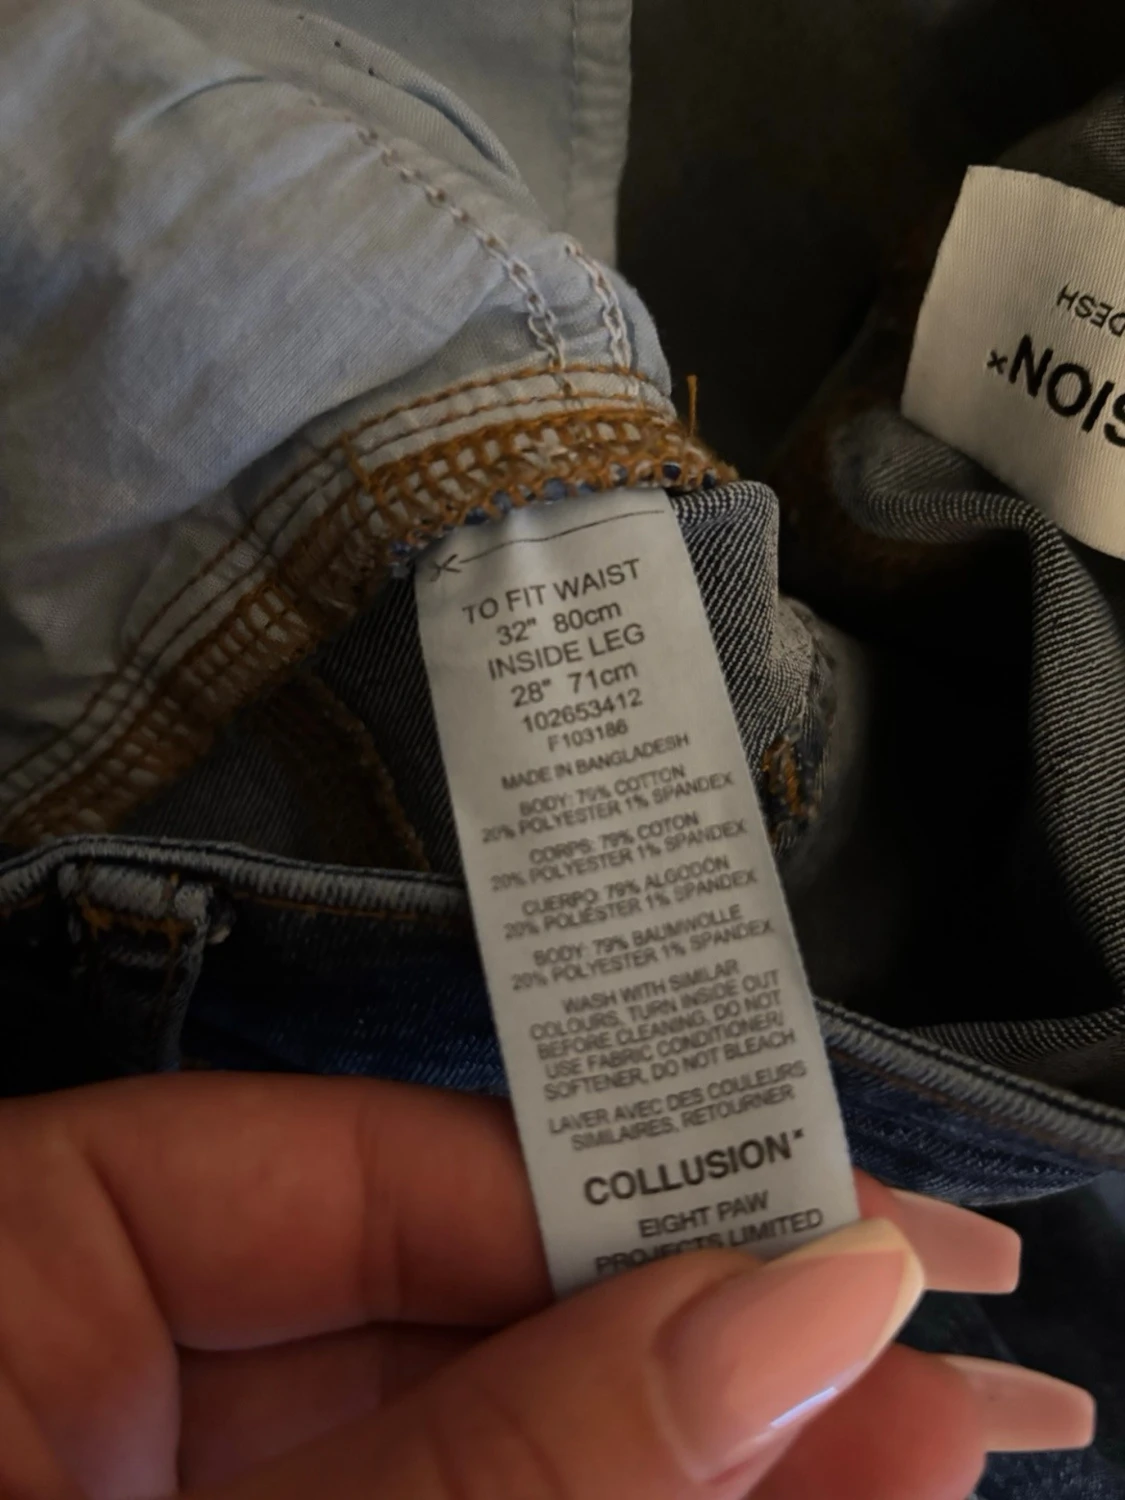 TO FIT WAIST
32" 80cm
INSIDE LEG
28" 71cm
102653412
F103186
MADE IN BANGLADESH
BODY: 79% COTTON
20% POLYESTER 1% SPANDEX
CORPS: 79% COTON
20% POLYESTER 1% SPANDEX
CUERPO: 79% ALGODÓN
20% POLIÉSTER 1% SPANDEX
BODY: 79% BAUMWOLLE
20% POLYESTER 1% SPANDEX
WASH WITH SIMILAR
COLOURS, TURN INSIDE OUT
BEFORE CLEANING, DO NOT
USE FABRIC CONDITIONER/
SOFTENER, DO NOT BLEACH
LAVER AVEC DES COULEURS
SIMILAIRES, RETOURNER
COLLUSION×
EIGHT PAW
PROJECTS LIMITED
SION×
DESH